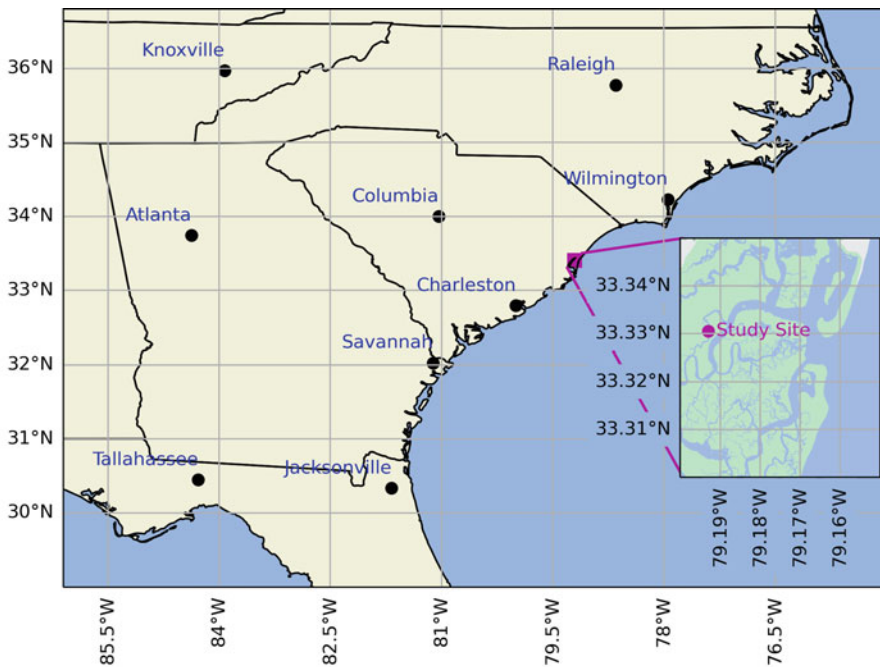 Knoxville
Raleigh
36°N
35°N
Wilmington
Columbia
34°N
Atlanta
33°N
Charleston
33.34°N
33.33°N
Study Site
Savannah
32°N
33.32°N
33.31°N
31°N
Tallahassee
Jacksonville
30°N
79.19°W
79.18°W
79.17°W
79.16°W
85.5°W
84°W
82.5°W
81°W
79.5°W
78°W
76.5°W